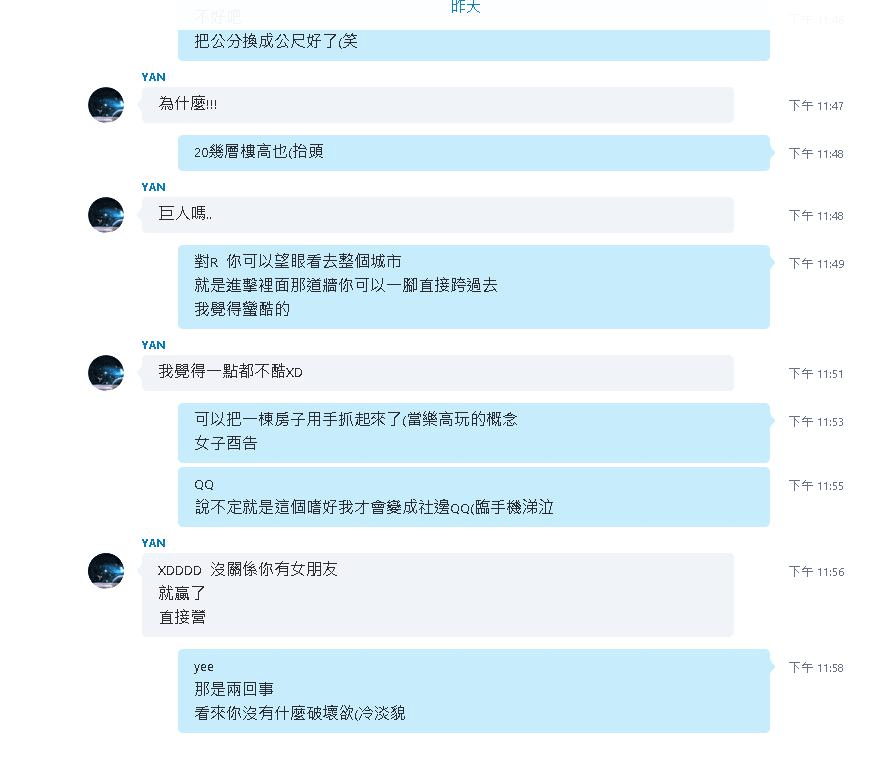 昨天
不好吧
下午 11:46
把公分換成公尺好了(笑
YAN
為什麼!!!
下午 11:47
20幾層樓高也(抬頭
下午 11:48
YAN
巨人嗎..
下午 11:48
對R 你可以望眼看去整個城市
下午 11:49
就是進擊裡面那道牆你可以一腳直接跨過去
我覺得蠻酷的
YAN
我覺得一點都不酷XD
下午 11:51
可以把一棟房子用手抓起來了(當樂高玩的概念
下午 11:53
女子酉告
QQ
下午 11:55
說不定就是這個嗜好我才會變成社邊QQ(臨手機涕泣
YAN
XDDDD 沒關係你有女朋友
下午 11:56
就贏了
直接營
yee
下午 11:58
那是兩回事
看來你沒有什麼破壞欲(冷淡貌